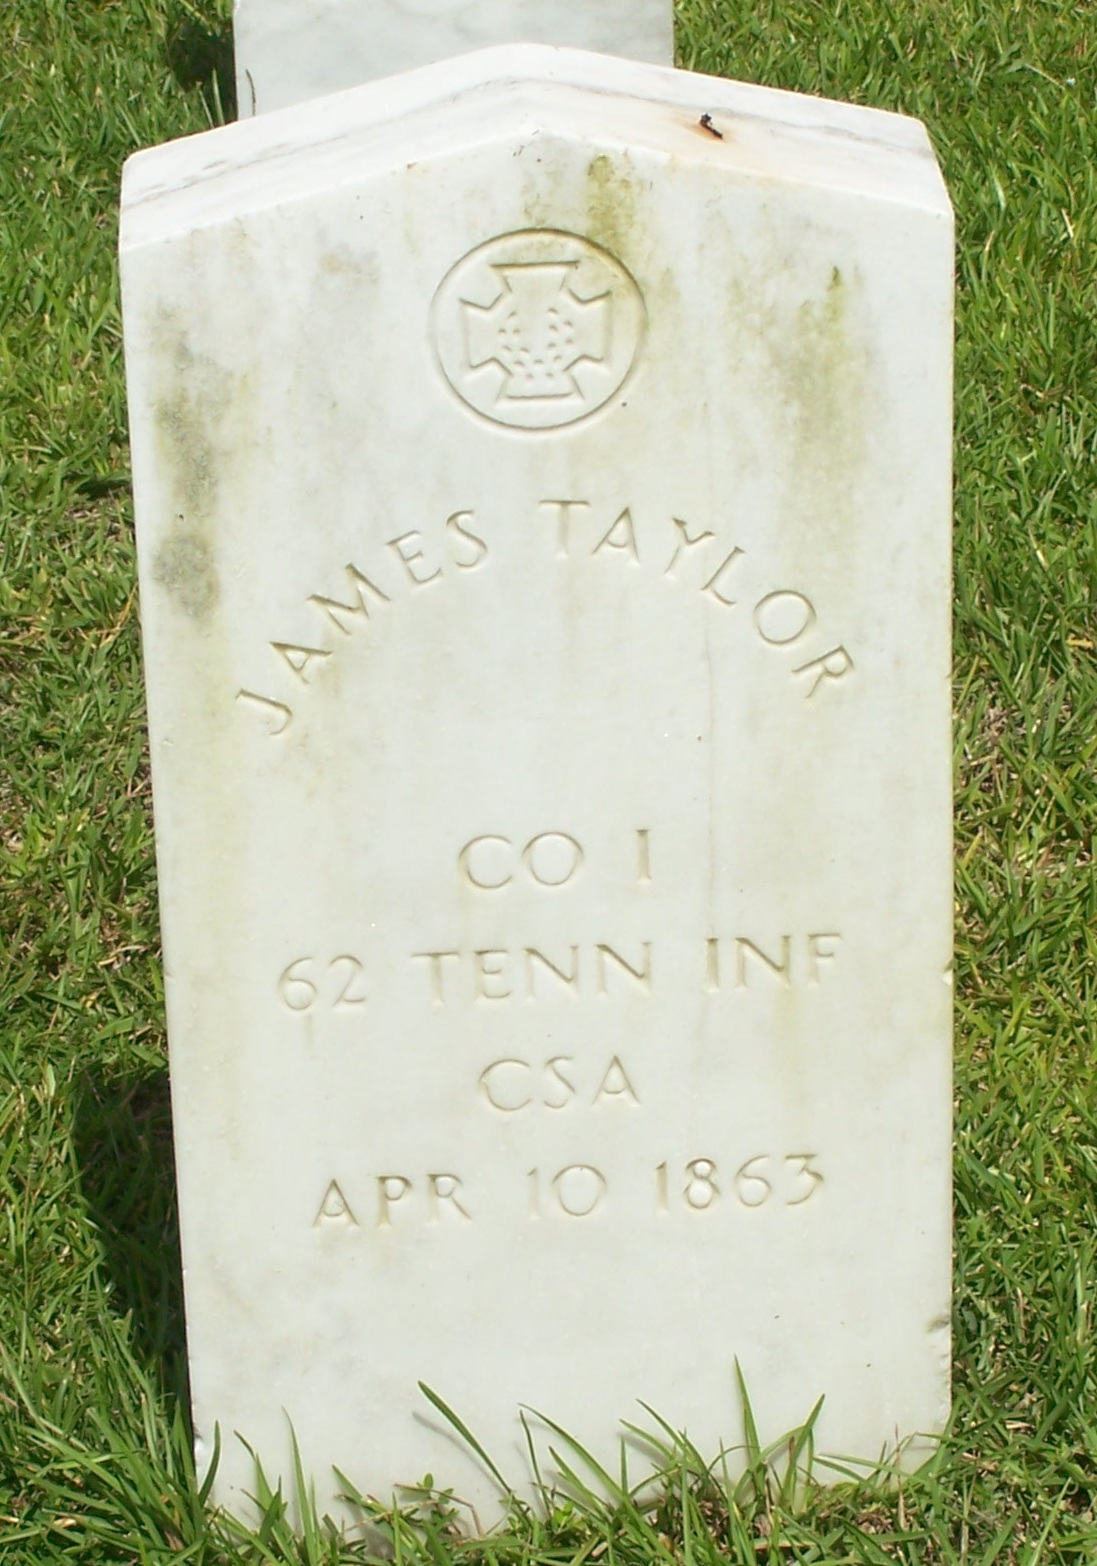 JAMES TAYLOR
CO I
62 TENN INF
CSA
APR 10 1863